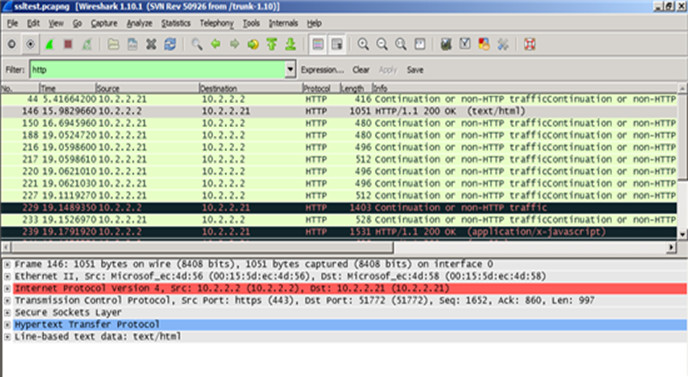 ssltest.pcapng [Wireshark 1.10.1 (SVN Rev 50926 from /trunk-1.10)]
File Edit View Go Capture Analyze Statistics Telephony Tools Internals Help
Filter: http Expression... Clear Apply Save
No. Time Source Destination Protocol Length Info
44 5.41664200 10.2.2.21 10.2.2.2 HTTP 416 Continuation or non-HTTP trafficContinuation or non-HTTP
146 15.9829660 10.2.2.2 10.2.2.21 HTTP 1051 HTTP/1.1 200 OK (text/html)
150 16.6945960 10.2.2.21 10.2.2.2 HTTP 480 Continuation or non-HTTP trafficContinuation or non-HTTP
188 19.0524720 10.2.2.21 10.2.2.2 HTTP 480 Continuation or non-HTTP trafficContinuation or non-HTTP
216 19.0598600 10.2.2.21 10.2.2.2 HTTP 496 Continuation or non-HTTP trafficContinuation or non-HTTP
217 19.0598610 10.2.2.21 10.2.2.2 HTTP 512 Continuation or non-HTTP trafficContinuation or non-HTTP
220 19.0621010 10.2.2.21 10.2.2.2 HTTP 496 Continuation or non-HTTP trafficContinuation or non-HTTP
221 19.0621030 10.2.2.21 10.2.2.2 HTTP 496 Continuation or non-HTTP trafficContinuation or non-HTTP
227 19.1119270 10.2.2.21 10.2.2.2 HTTP 512 Continuation or non-HTTP trafficContinuation or non-HTTP
229 19.1489350 10.2.2.2 10.2.2.21 HTTP 1403 Continuation or non-HTTP traffic
233 19.1526970 10.2.2.21 10.2.2.2 HTTP 528 Continuation or non-HTTP trafficContinuation or non-HTTP
239 19.1791920 10.2.2.2 10.2.2.21 HTTP 1531 HTTP/1.1 200 OK (application/x-javascript)
Frame 146: 1051 bytes on wire (8408 bits), 1051 bytes captured (8408 bits) on interface 0
Ethernet II, Src: Microsof_ec:4d:56 (00:15:5d:ec:4d:56), Dst: Microsof_ec:4d:58 (00:15:5d:ec:4d:58)
Internet Protocol Version 4, Src: 10.2.2.2 (10.2.2.2), Dst: 10.2.2.21 (10.2.2.21)
Transmission Control Protocol, Src Port: https (443), Dst Port: 51772 (51772), Seq: 1652, Ack: 860, Len: 997
Secure Sockets Layer
Hypertext Transfer Protocol
Line-based text data: text/html